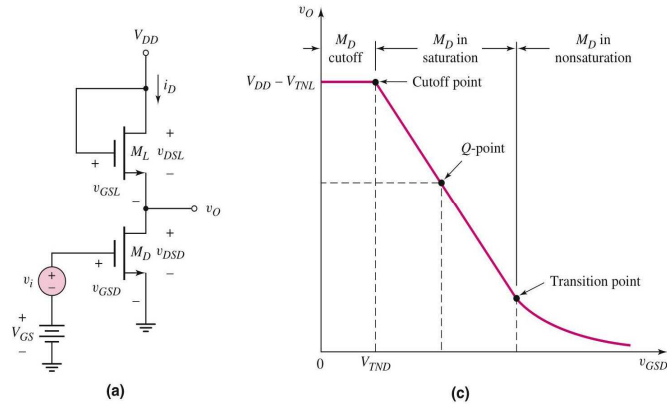 V_DD
i_D
+
M_L v_DSL
+
v_GSL
−
−
v_O
+
M_D v_DSD
+
v_i
+
−
v_GSD
−
−
+
V_GS
−
(a)
v_O
M_D
cutoff
M_D in
saturation
M_D in
nonsaturation
V_DD − V_TNL
Cutoff point
Q-point
Transition point
0
V_TND
v_GSD
(c)